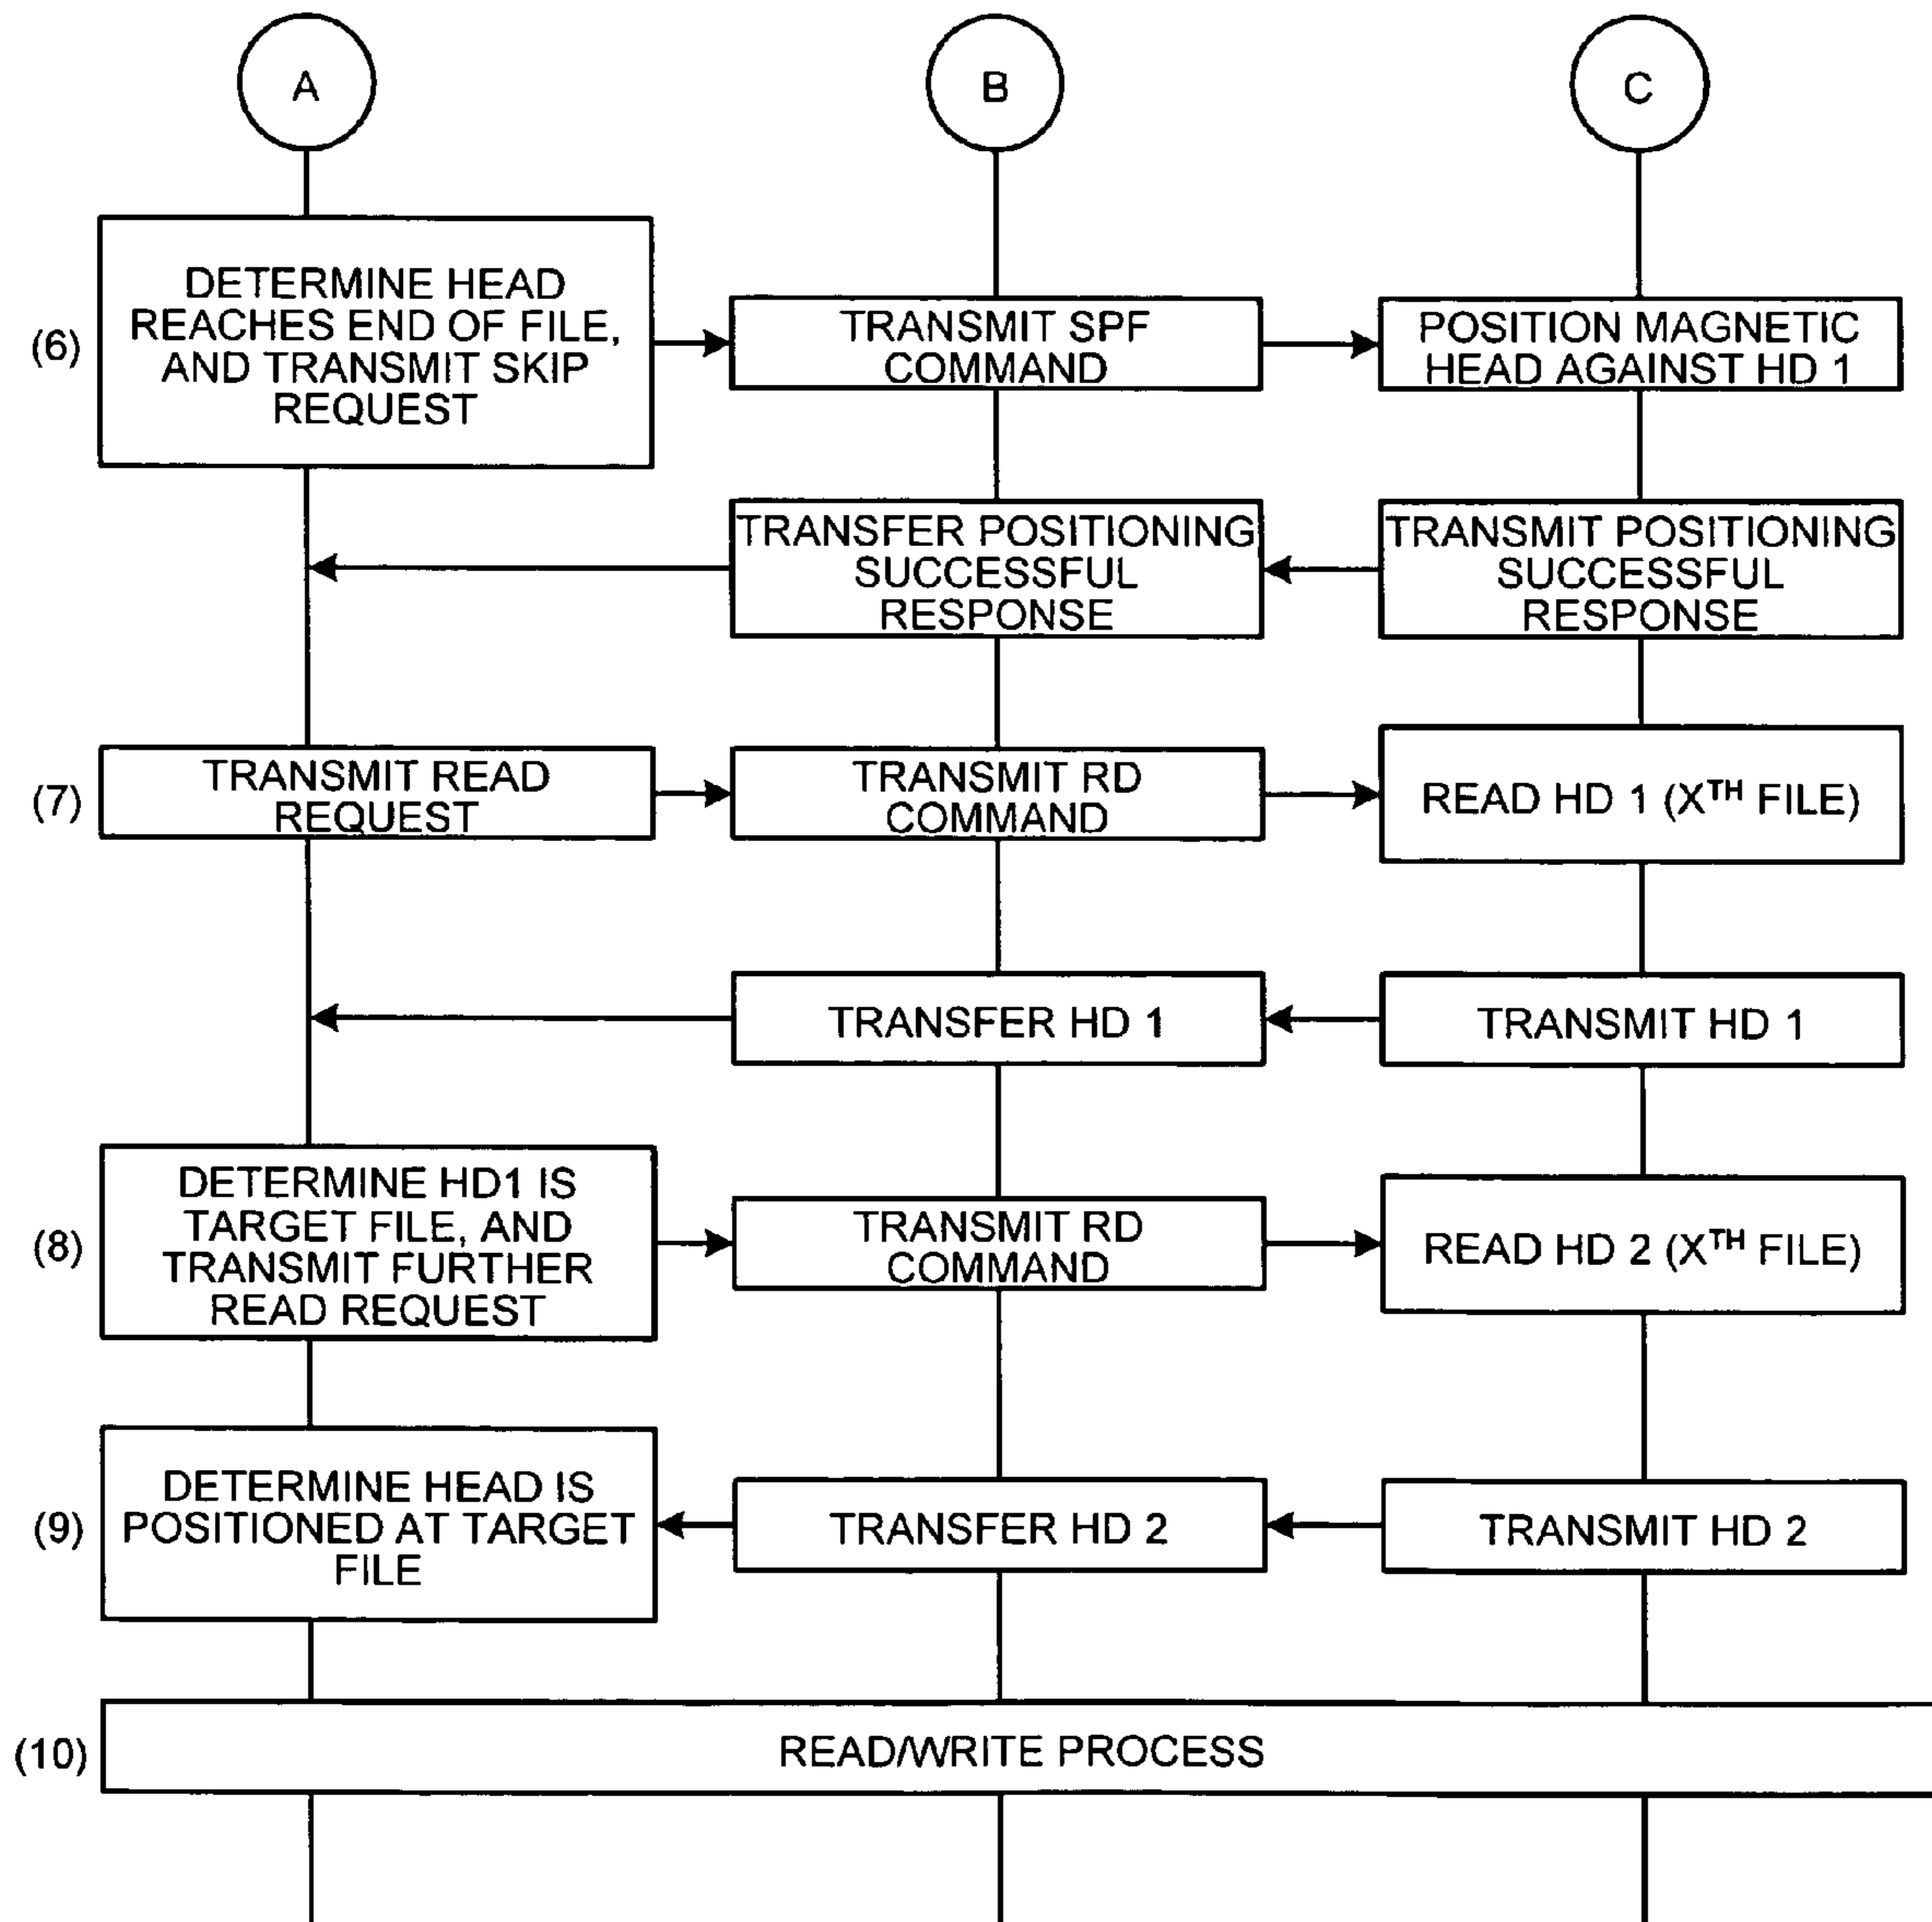 A
B
C
(6)
DETERMINE HEAD
REACHES END OF FILE,
AND TRANSMIT SKIP
REQUEST
TRANSMIT SPF
COMMAND
POSITION MAGNETIC
HEAD AGAINST HD 1
TRANSFER POSITIONING
SUCCESSFUL
RESPONSE
TRANSMIT POSITIONING
SUCCESSFUL
RESPONSE
(7)
TRANSMIT READ
REQUEST
TRANSMIT RD
COMMAND
READ HD 1 (XTH FILE)
TRANSFER HD 1
TRANSMIT HD 1
(8)
DETERMINE HD1 IS
TARGET FILE, AND
TRANSMIT FURTHER
READ REQUEST
TRANSMIT RD
COMMAND
READ HD 2 (XTH FILE)
(9)
DETERMINE HEAD IS
POSITIONED AT TARGET
FILE
TRANSFER HD 2
TRANSMIT HD 2
(10)
READ/WRITE PROCESS